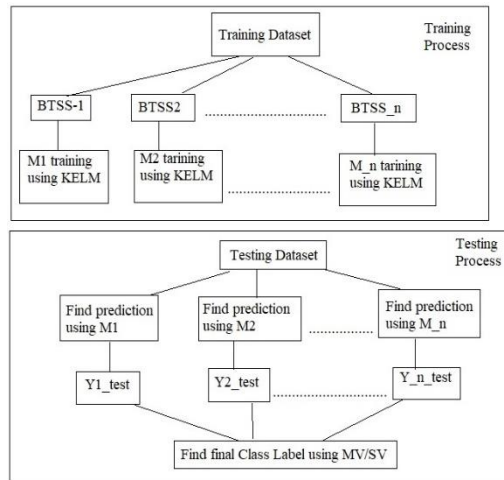 Training Dataset
Training
Process
BTSS-1
BTSS2
BTSS_n
M1 training
using KELM
M2 tarining
using KELM
M_n tarining
using KELM
Testing Dataset
Testing
Process
Find prediction
using M1
Find prediction
using M2
Find prediction
using M_n
Y1_test
Y2_test
Y_n_test
Find final Class Label using MV/SV